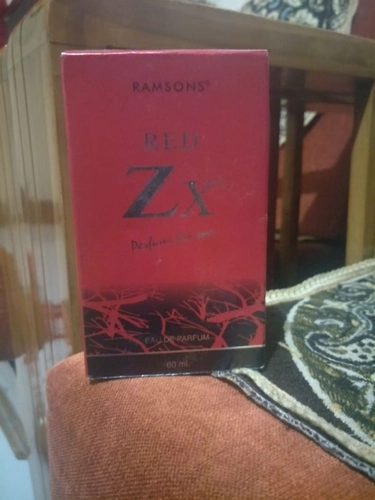 RAMSONS®
RED
Zx
EAU DE PARFUM
60 ml.